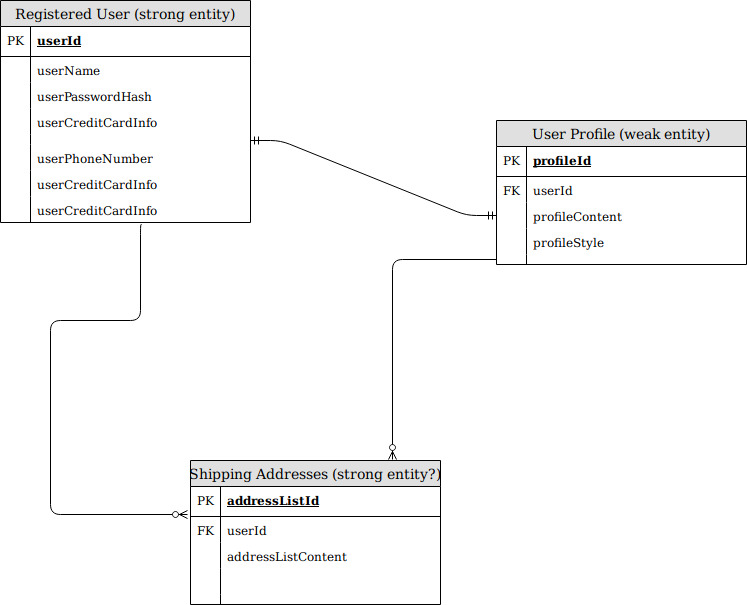 Registered User (strong entity)
PK userId
userName
userPasswordHash
userCreditCardInfo
userPhoneNumber
userCreditCardInfo
userCreditCardInfo
User Profile (weak entity)
PK profileId
FK userId
profileContent
profileStyle
Shipping Addresses (strong entity?)
PK addressListId
FK userId
addressListContent